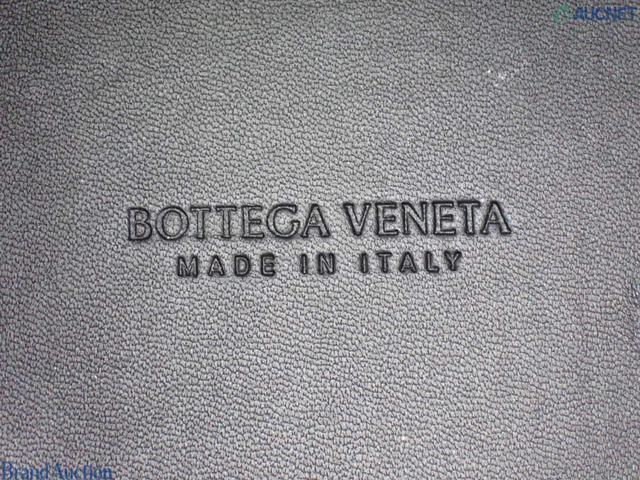 AUCNET
BOTTEGA VENETA
MADE IN ITALY
Brand Auction